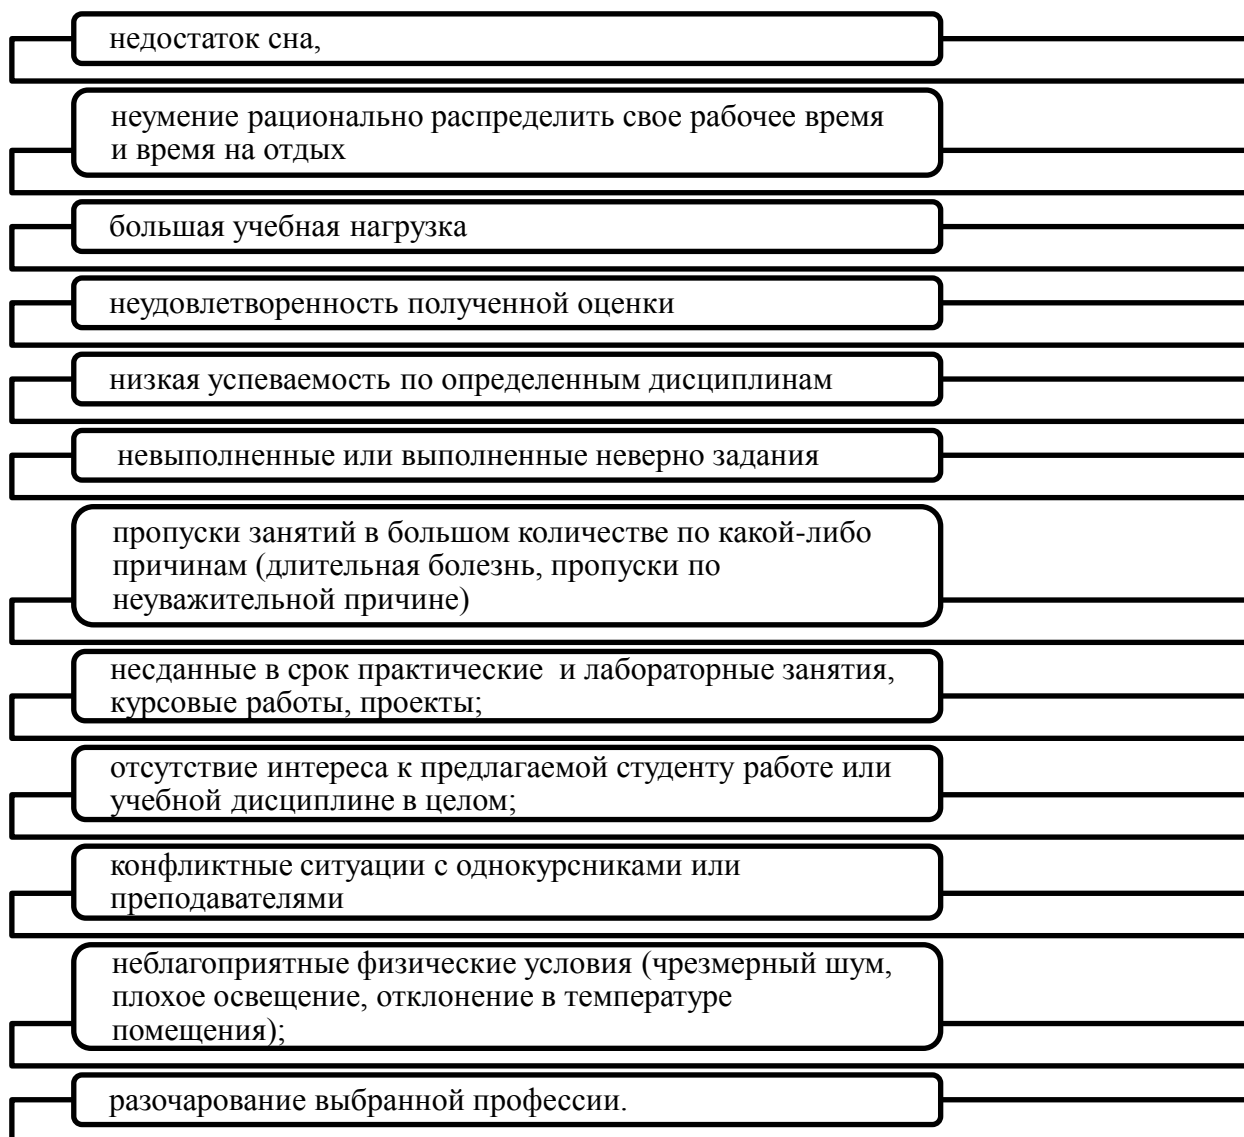 недостаток сна,
неумение рационально распределить свое рабочее время
и время на отдых
большая учебная нагрузка
неудовлетворенность полученной оценки
низкая успеваемость по определенным дисциплинам
невыполненные или выполненные неверно задания
пропуски занятий в большом количестве по какой-либо
причинам (длительная болезнь, пропуски по
неуважительной причине)
несданные в срок практические  и лабораторные занятия,
курсовые работы, проекты;
отсутствие интереса к предлагаемой студенту работе или
учебной дисциплине в целом;
конфликтные ситуации с однокурсниками или
преподавателями
неблагоприятные физические условия (чрезмерный шум,
плохое освещение, отклонение в температуре
помещения);
разочарование выбранной профессии.